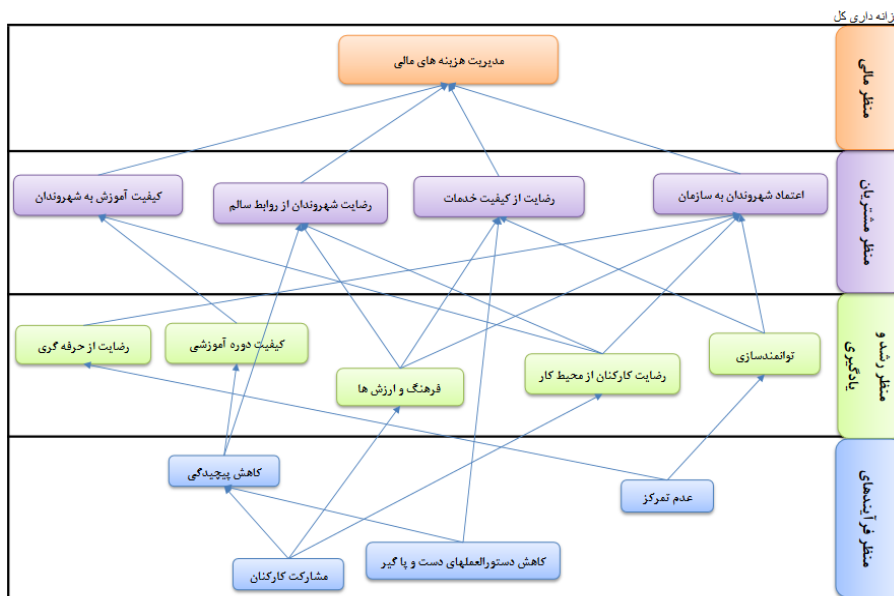 زانه داری کل
منظر مالی
مدیریت هزینه های مالی
منظر مشتریان
اعتماد شهروندان به سازمان
رضایت از کیفیت خدمات
رضایت شهروندان از روابط سالم
کیفیت آموزش به شهروندان
منظر رشد و
یادگیری
توانمندسازی
رضایت کارکنان از محیط کار
فرهنگ و ارزش ها
کیفیت دوره آموزشی
رضایت از حرفه گری
منظر فرآیندهای
عدم تمرکز
کاهش پیچیدگی
کاهش دستورالعملهای دست و پا گیر
مشارکت کارکنان